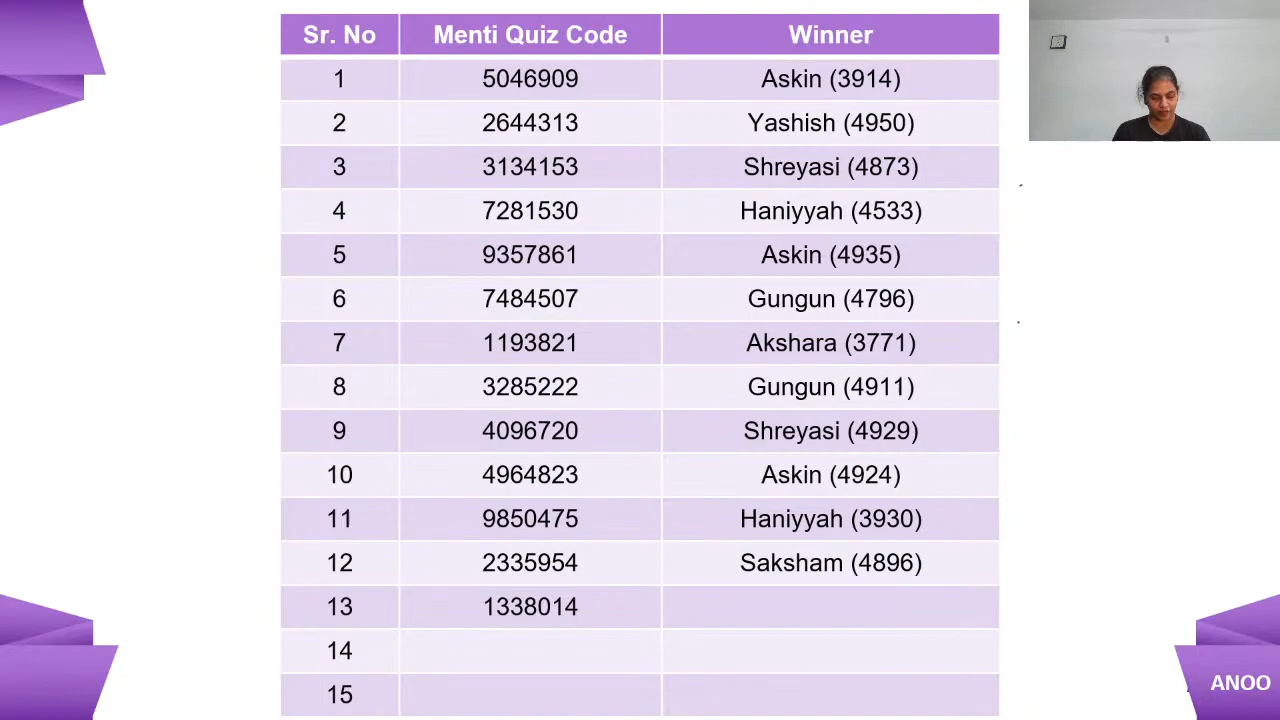 Sr. No Menti Quiz Code Winner
1 5046909 Askin (3914)
2 2644313 Yashish (4950)
3 3134153 Shreyasi (4873)
4 7281530 Haniyyah (4533)
5 9357861 Askin (4935)
6 7484507 Gungun (4796)
7 1193821 Akshara (3771)
8 3285222 Gungun (4911)
9 4096720 Shreyasi (4929)
10 4964823 Askin (4924)
11 9850475 Haniyyah (3930)
12 2335954 Saksham (4896)
13 1338014
14
15
ANOO